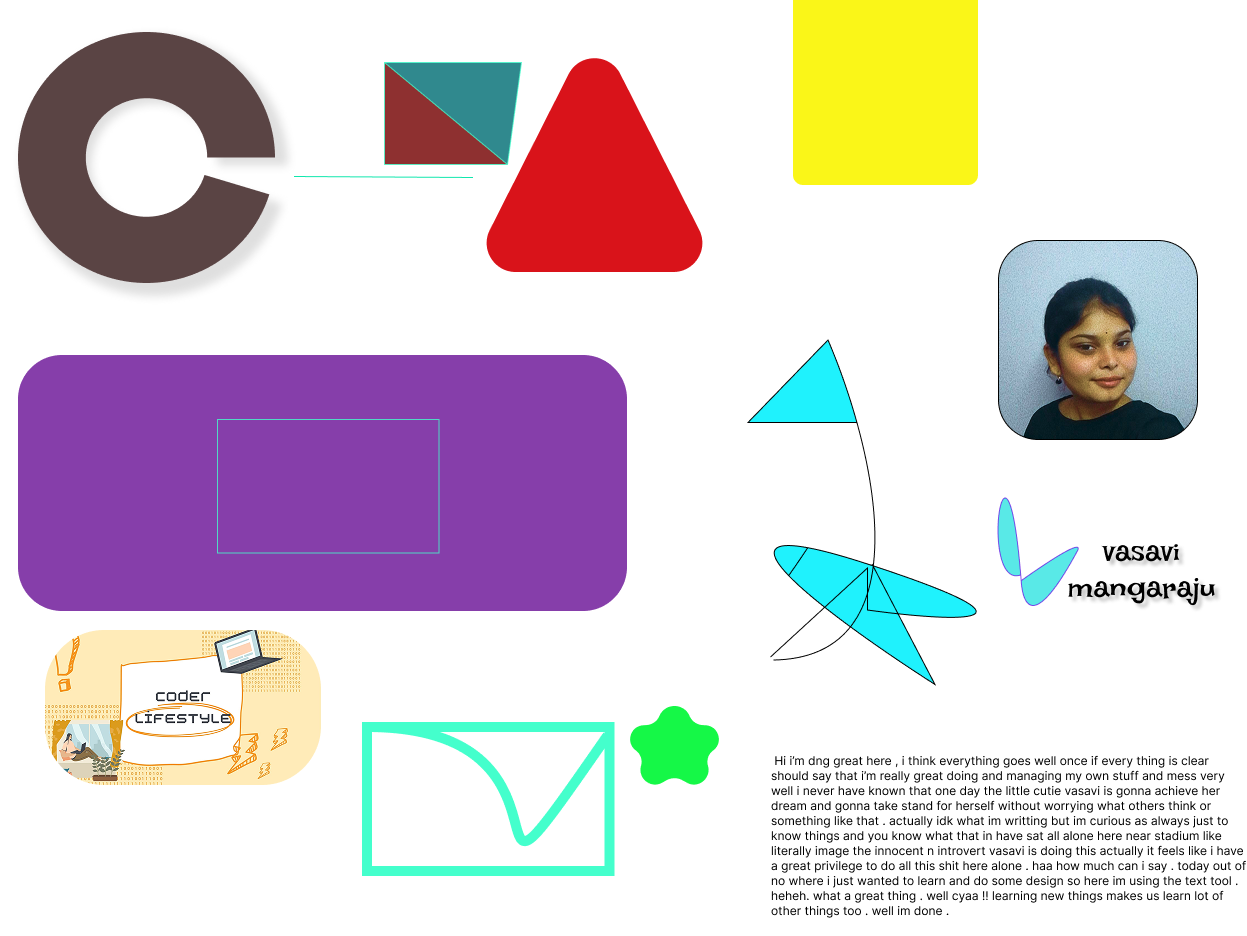 vasavi
mangaraju
CODER
LIFESTYLE
Hi i'm dng great here , i think everything goes well once if every thing is clear
should say that i'm really great doing and managing my own stuff and mess very
well i never have known that one day the little cutie vasavi is gonna achieve her
dream and gonna take stand for herself without worrying what others think or
something like that . actually idk what im writting but im curious as always just to
know things and you know what that in have sat all alone here near stadium like
literally image the innocent n introvert vasavi is doing this actually it feels like i have
a great privilege to do all this shit here alone . haa how much can i say . today out of
no where i just wanted to learn and do some design so here im using the text tool .
heheh. what a great thing . well cyaa !! learning new things makes us learn lot of
other things too . well im done .